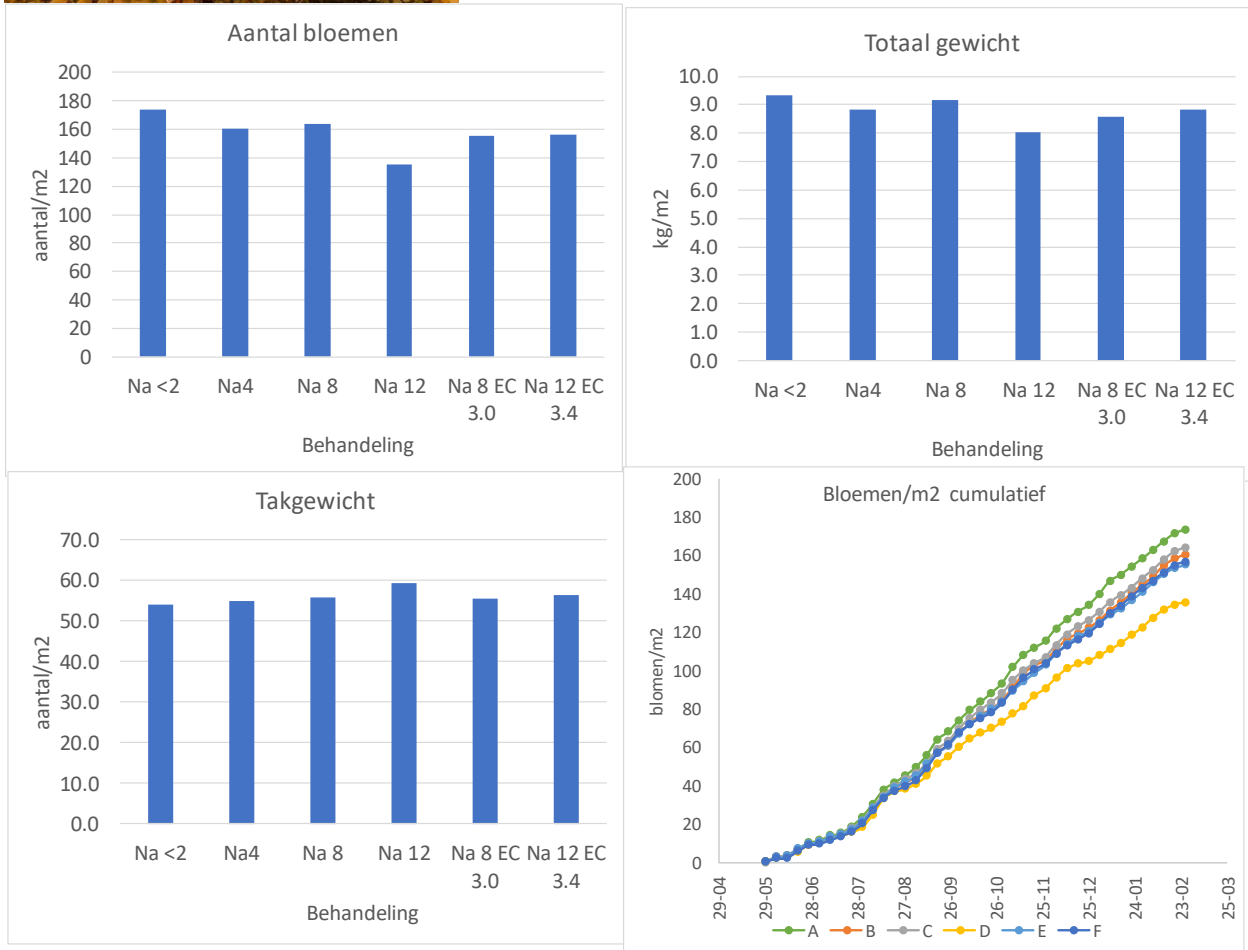 Aantal bloemen
aantal/m2
200
180
160
140
120
100
80
60
40
20
0
Na <2 Na4 Na 8 Na 12 Na 8 EC Na 12 EC
3.0 3.4
Behandeling
Totaal gewicht
kg/m2
10.0
9.0
8.0
7.0
6.0
5.0
4.0
3.0
2.0
1.0
0.0
Na <2 Na4 Na 8 Na 12 Na 8 EC Na 12 EC
3.0 3.4
Behandeling
Takgewicht
aantal/m2
70.0
60.0
50.0
40.0
30.0
20.0
10.0
0.0
Na <2 Na4 Na 8 Na 12 Na 8 EC Na 12 EC
3.0 3.4
Behandeling
Bloemen/m2 cumulatief
blomen/m2
200
180
160
140
120
100
80
60
40
20
0
29-04 29-05 28-06 28-07 27-08 26-09 26-10 25-11 25-12 24-01 23-02 25-03
A B C D E F